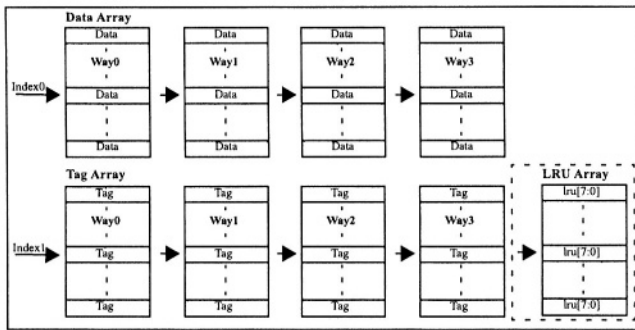 Data Array
Data Data Data Data
Way0 Way1 Way2 Way3
Index0
Data Data Data Data
Data Data Data Data
Tag Array LRU Array
Tag Tag Tag Tag lru[7:0]
Way0 Way1 Way2 Way3
Index1
Tag Tag Tag Tag lru[7:0]
Tag Tag Tag Tag lru[7:0]